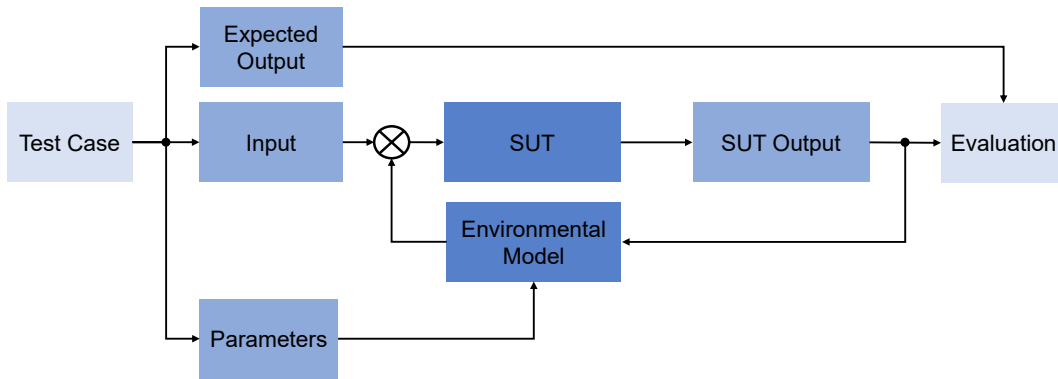 Expected
Output
Test Case
Input
SUT
SUT Output
Evaluation
Environmental
Model
Parameters